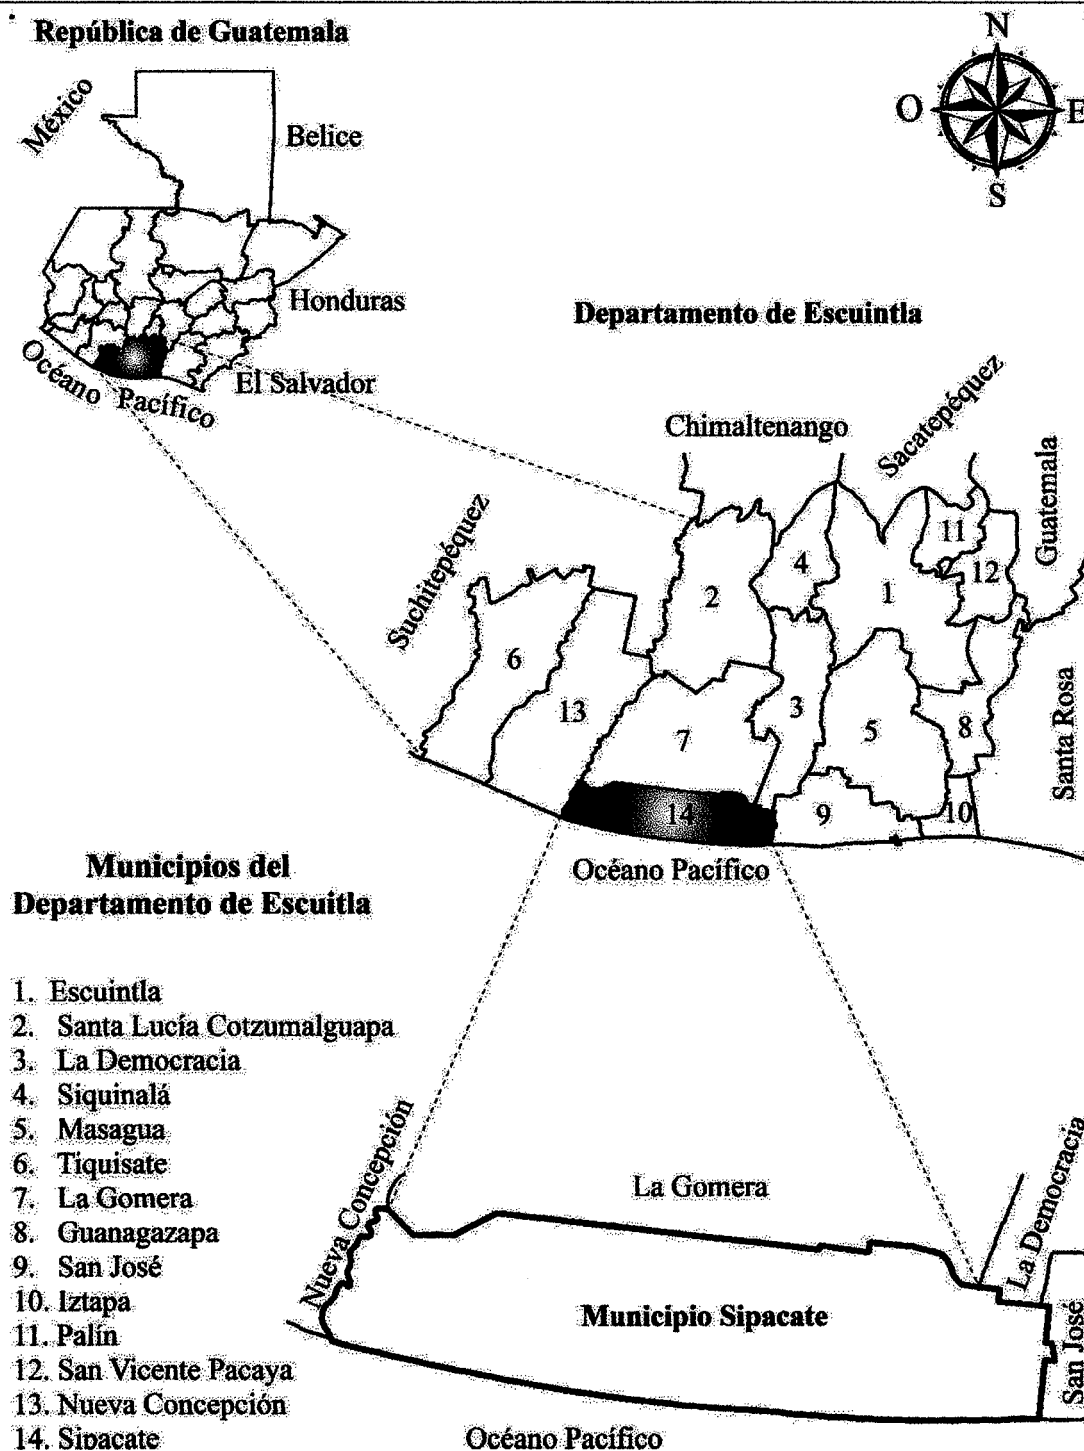 República de Guatemala
N
O
E
S
México
Belice
Honduras
El Salvador
Océano Pacífico
Departamento de Escuintla
Chimaltenango
Sacatepéquez
Guatemala
Suchitepéquez
Santa Rosa
11
4
12
2
1
6
13
3
7
5
8
14
9
10
Océano Pacífico
Municipios del
Departamento de Escuitla
1. Escuintla
2. Santa Lucía Cotzumalguapa
3. La Democracia
4. Siquinalá
5. Masagua
6. Tiquisate
7. La Gomera
8. Guanagazapa
9. San José
10. Iztapa
11. Palín
12. San Vicente Pacaya
13. Nueva Concepción
14. Sipacate
Nueva Concepción
La Gomera
La Democracia
Municipio Sipacate
San José
Océano Pacífico